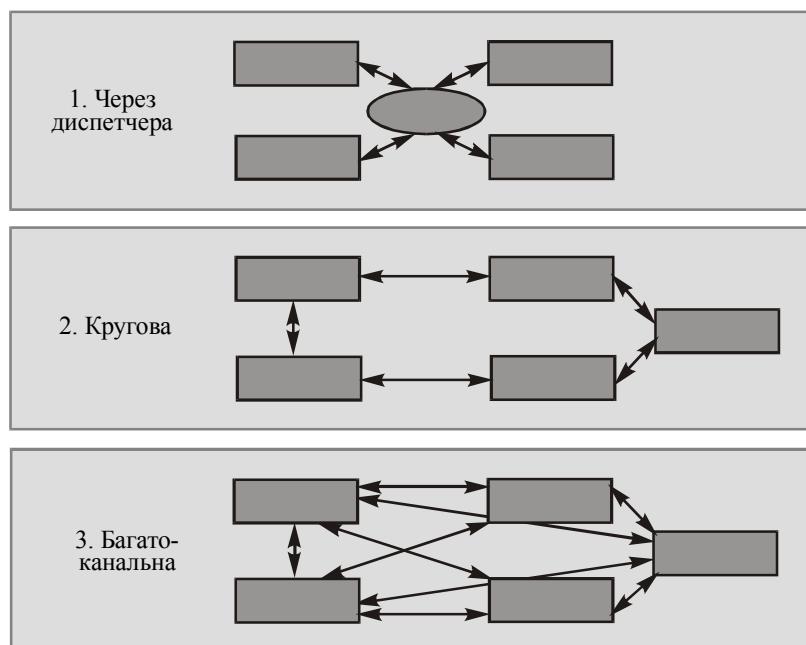 1. Через
диспетчера
2. Кругова
3. Багато-
канальна